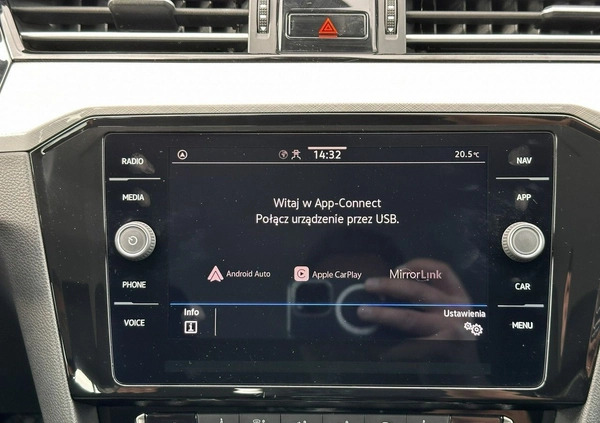 RADIO
14:32
20.5°C
NAV
MEDIA
Witaj w App-Connect
APP
Połącz urządzenie przez USB.
Android Auto
Apple CarPlay
MirrorLink
PHONE
CAR
Info
Ustawienia
VOICE
MENU